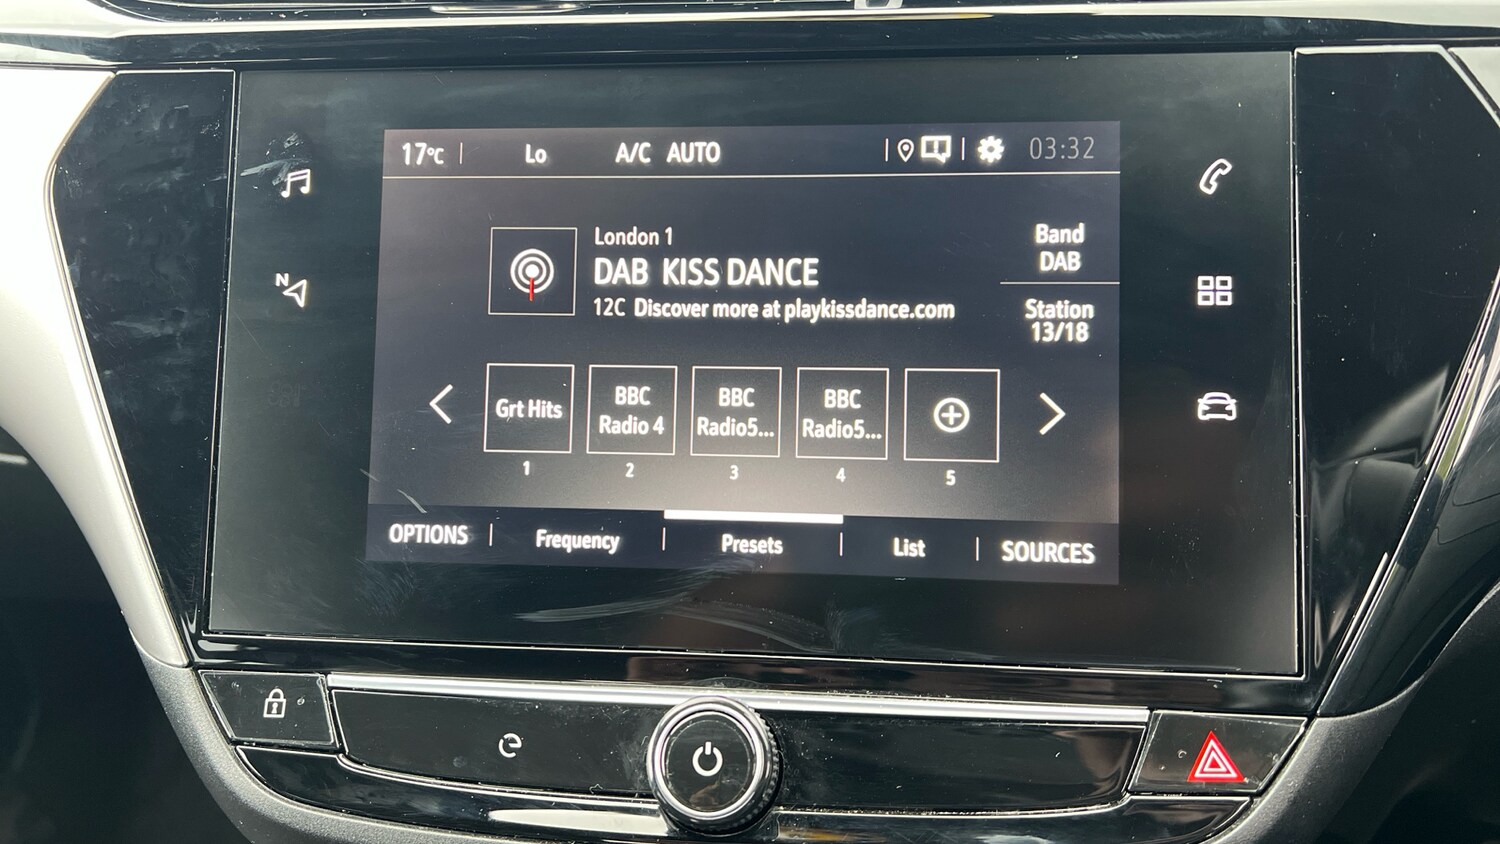 17°C Lo A/C AUTO 03:32
London 1
DAB KISS DANCE
12C Discover more at playkissdance.com
Band
DAB
Station
13/18
N
Grt Hits
BBC
Radio 4
BBC
Radio5...
BBC
Radio5...
1 2 3 4 5
OPTIONS Frequency Presets List SOURCES